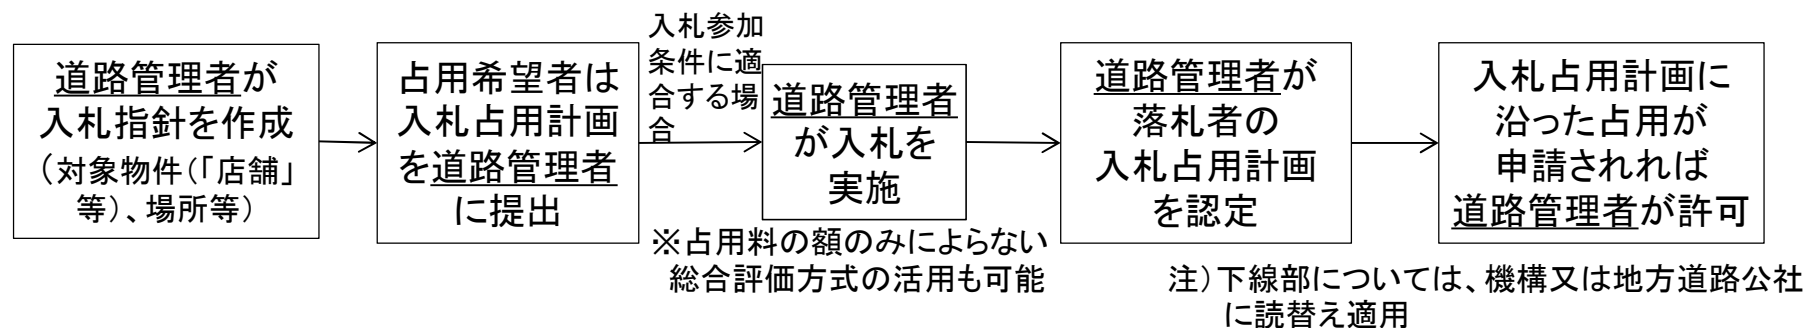 道路管理者が
入札指針を作成
（対象物件（「店舗」
等）、場所等）
占用希望者は
入札占用計画
を道路管理者
に提出
入札参加
条件に適
合する場
合
道路管理者
が入札を
実施
※占用料の額のみによらない
総合評価方式の活用も可能
道路管理者が
落札者の
入札占用計画
を認定
入札占用計画に
沿った占用が
申請されれば
道路管理者が許可
注）下線部については、機構又は地方道路公社
に読替え適用